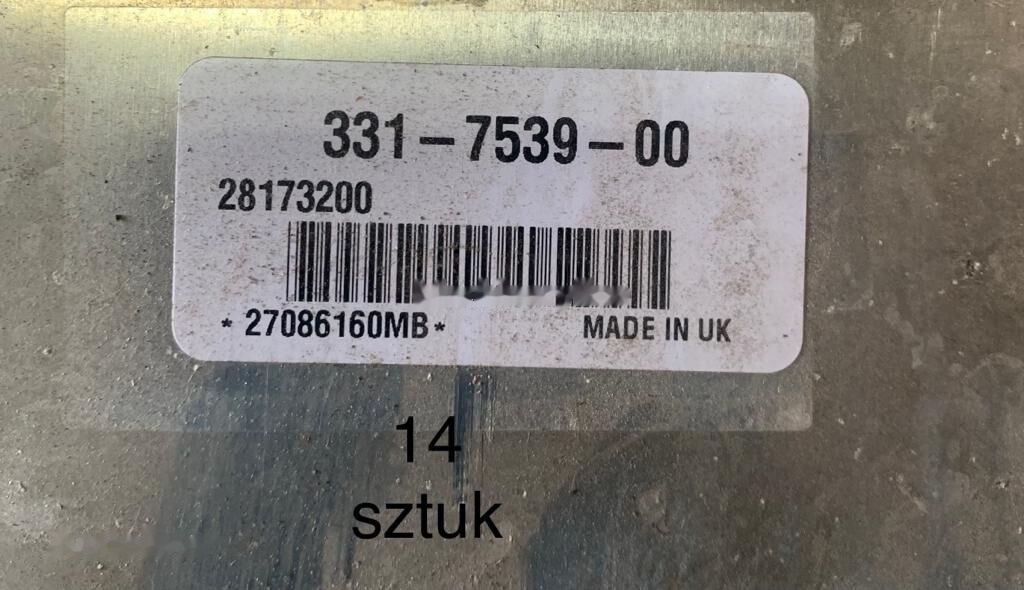 331-7539-00
28173200
* 27086160MB*
MADE IN UK
14
sztuk